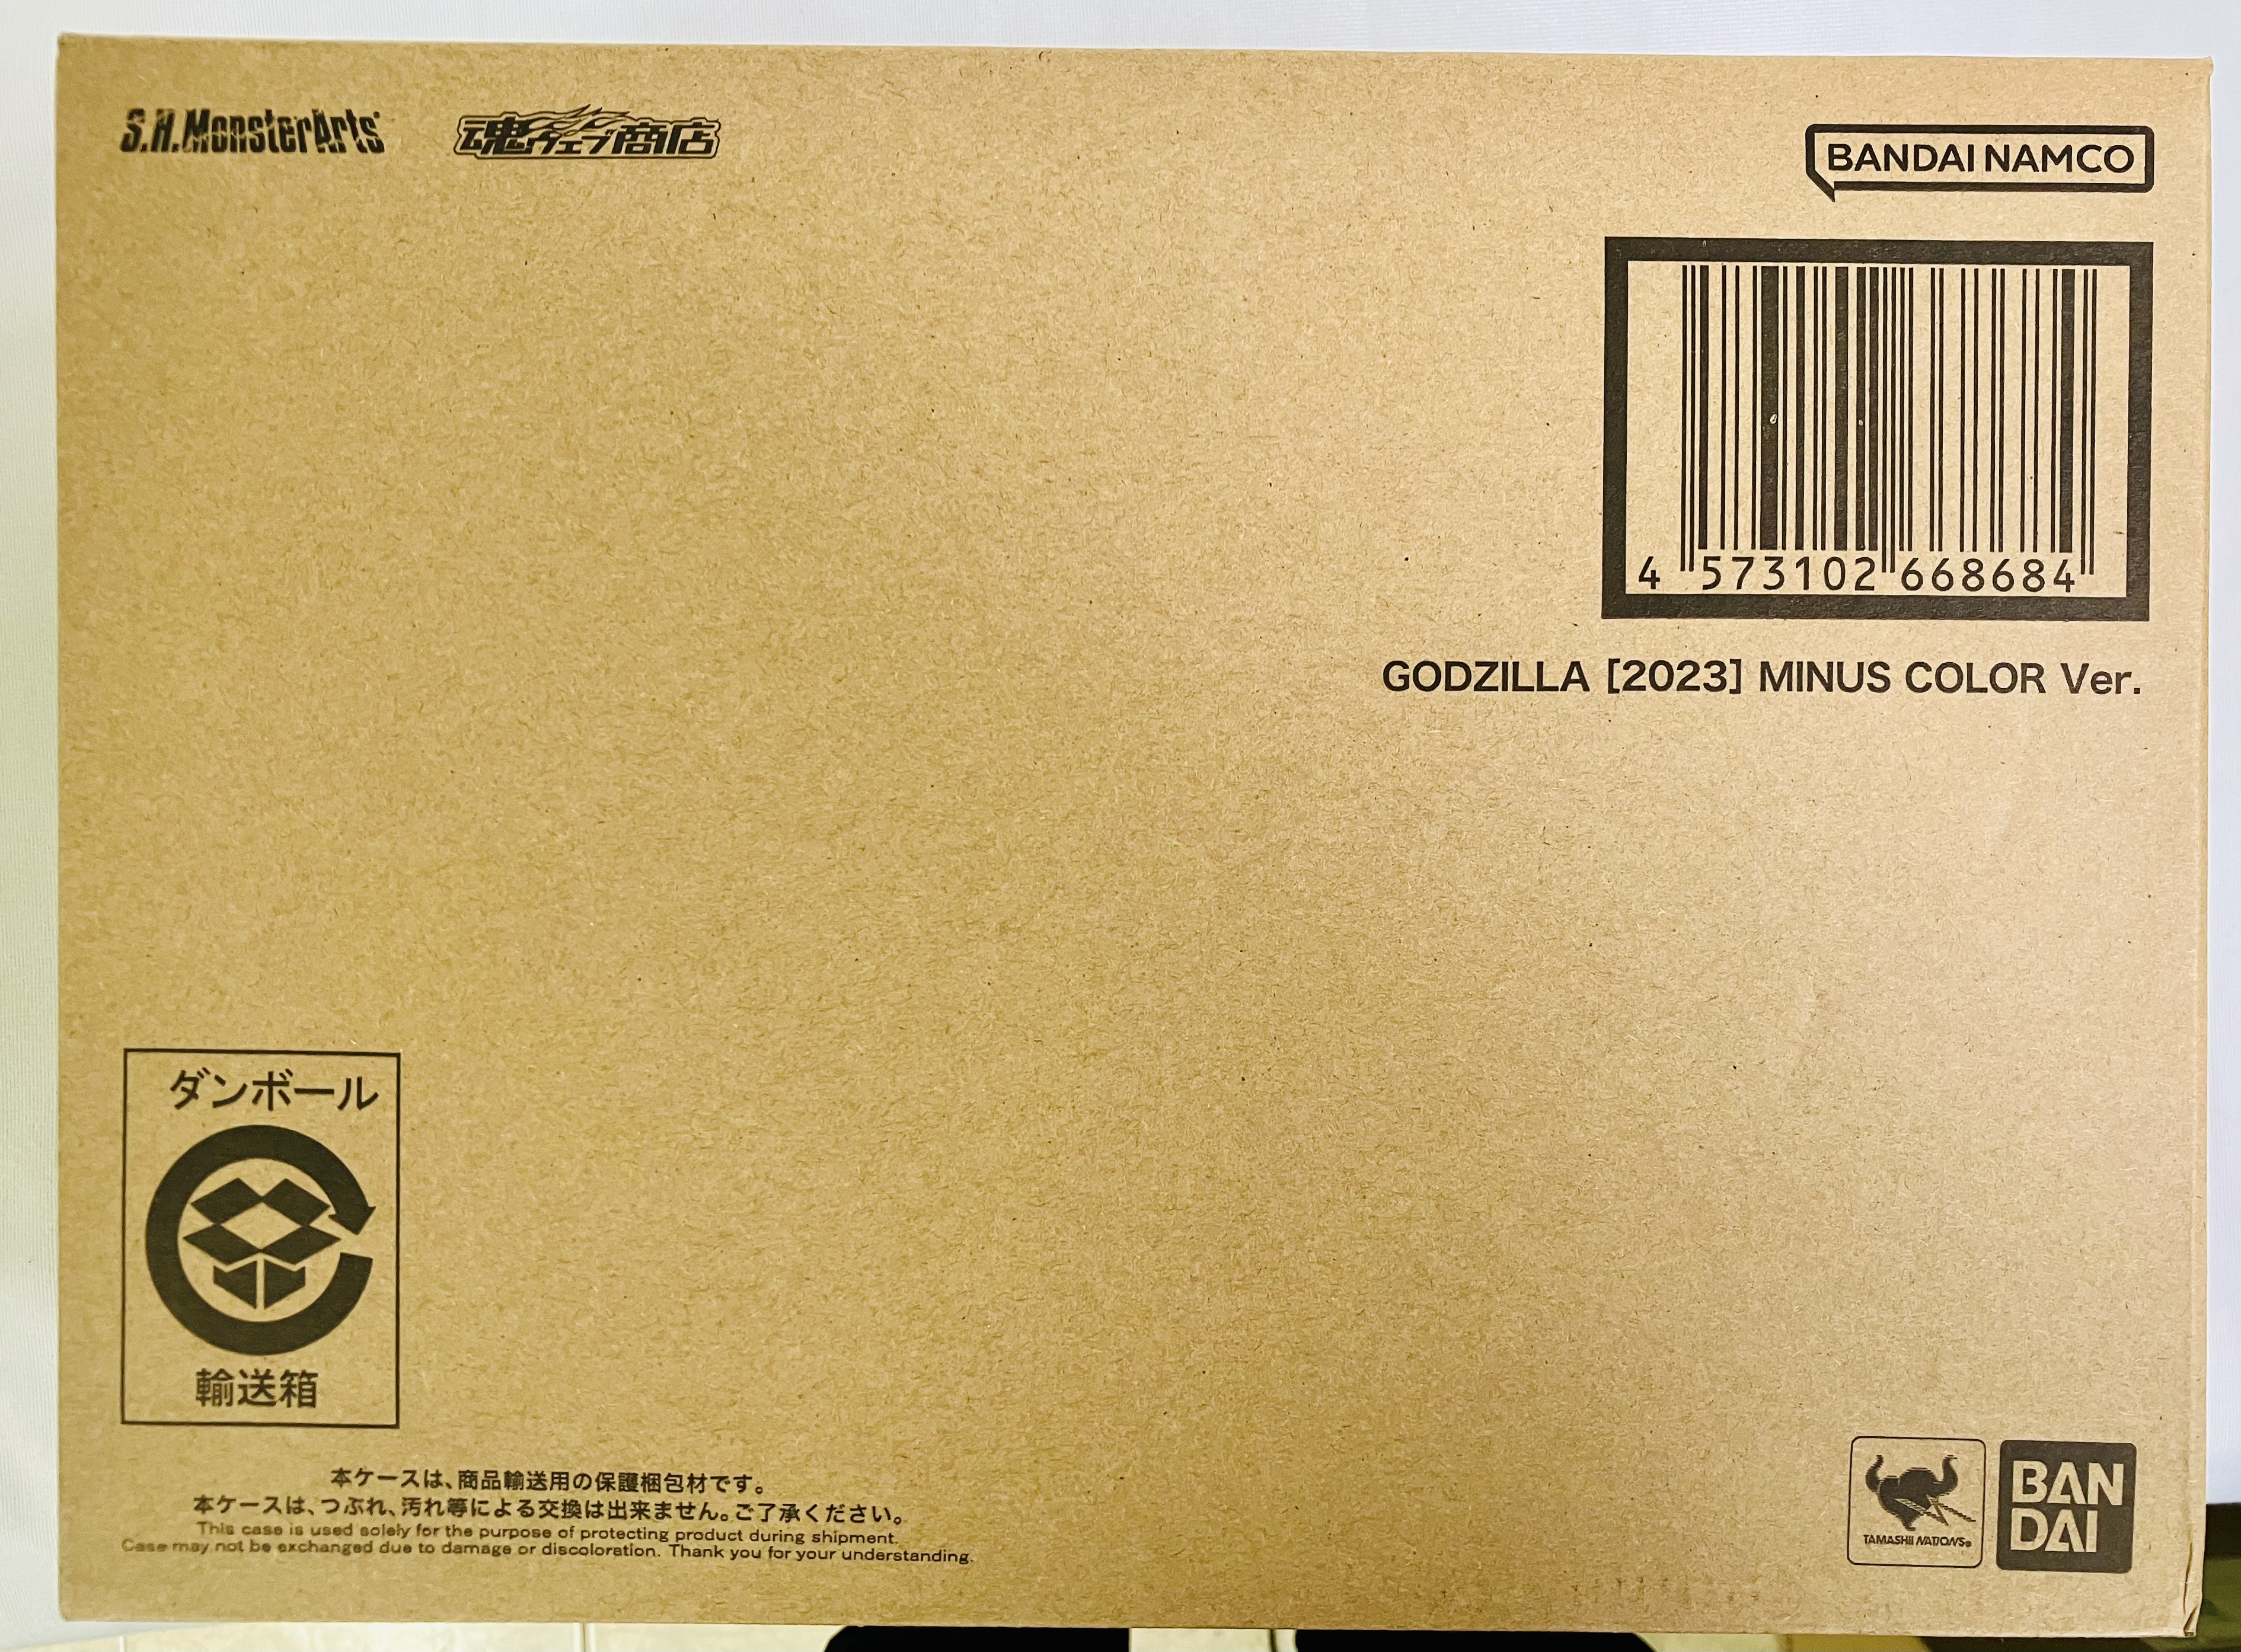 S.H.MonsterArts
魂ウェブ商店
BANDAI NAMCO
4 573102 668684
GODZILLA [2023] MINUS COLOR Ver.
ダンボール
輸送箱
本ケースは、商品輸送用の保護梱包材です。
本ケースは、つぶれ、汚れ等による交換は出来ません。ご了承ください。
This case is used solely for the purpose of protecting product during shipment.
Case may not be exchanged due to damage or discoloration. Thank you for your understanding.
TAMASHII NATIONS®
BAN
DAI